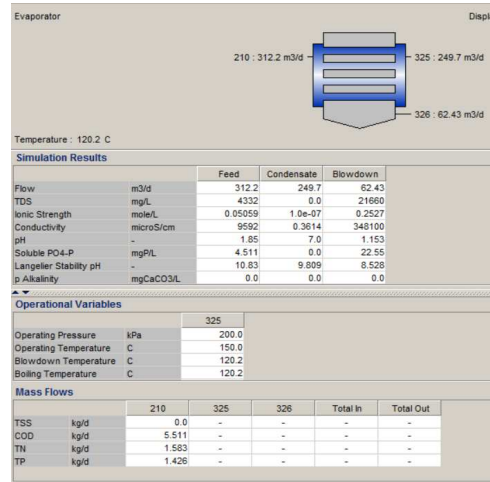 Evaporator Displ
210 : 312.2 m3/d 325 : 249.7 m3/d
326 : 62.43 m3/d
Temperature : 120.2 C
Simulation Results
Feed Condensate Blowdown
Flow m3/d 312.2 249.7 62.43
TDS mg/L 4332 0.0 21660
Ionic Strength mole/L 0.05059 1.0e-07 0.2527
Conductivity microS/cm 9592 0.3614 348100
pH - 1.85 7.0 1.153
Soluble PO4-P mgP/L 4.511 0.0 22.55
Langelier Stability pH - 10.83 9.809 8.528
p Alkalinity mgCaCO3/L 0.0 0.0 0.0
Operational Variables
325
Operating Pressure kPa 200.0
Operating Temperature C 150.0
Blowdown Temperature C 120.2
Boiling Temperature C 120.2
Mass Flows
210 325 326 Total In Total Out
TSS kg/d 0.0 - - - -
COD kg/d 5.511 - - - -
TN kg/d 1.583 - - - -
TP kg/d 1.426 - - - -